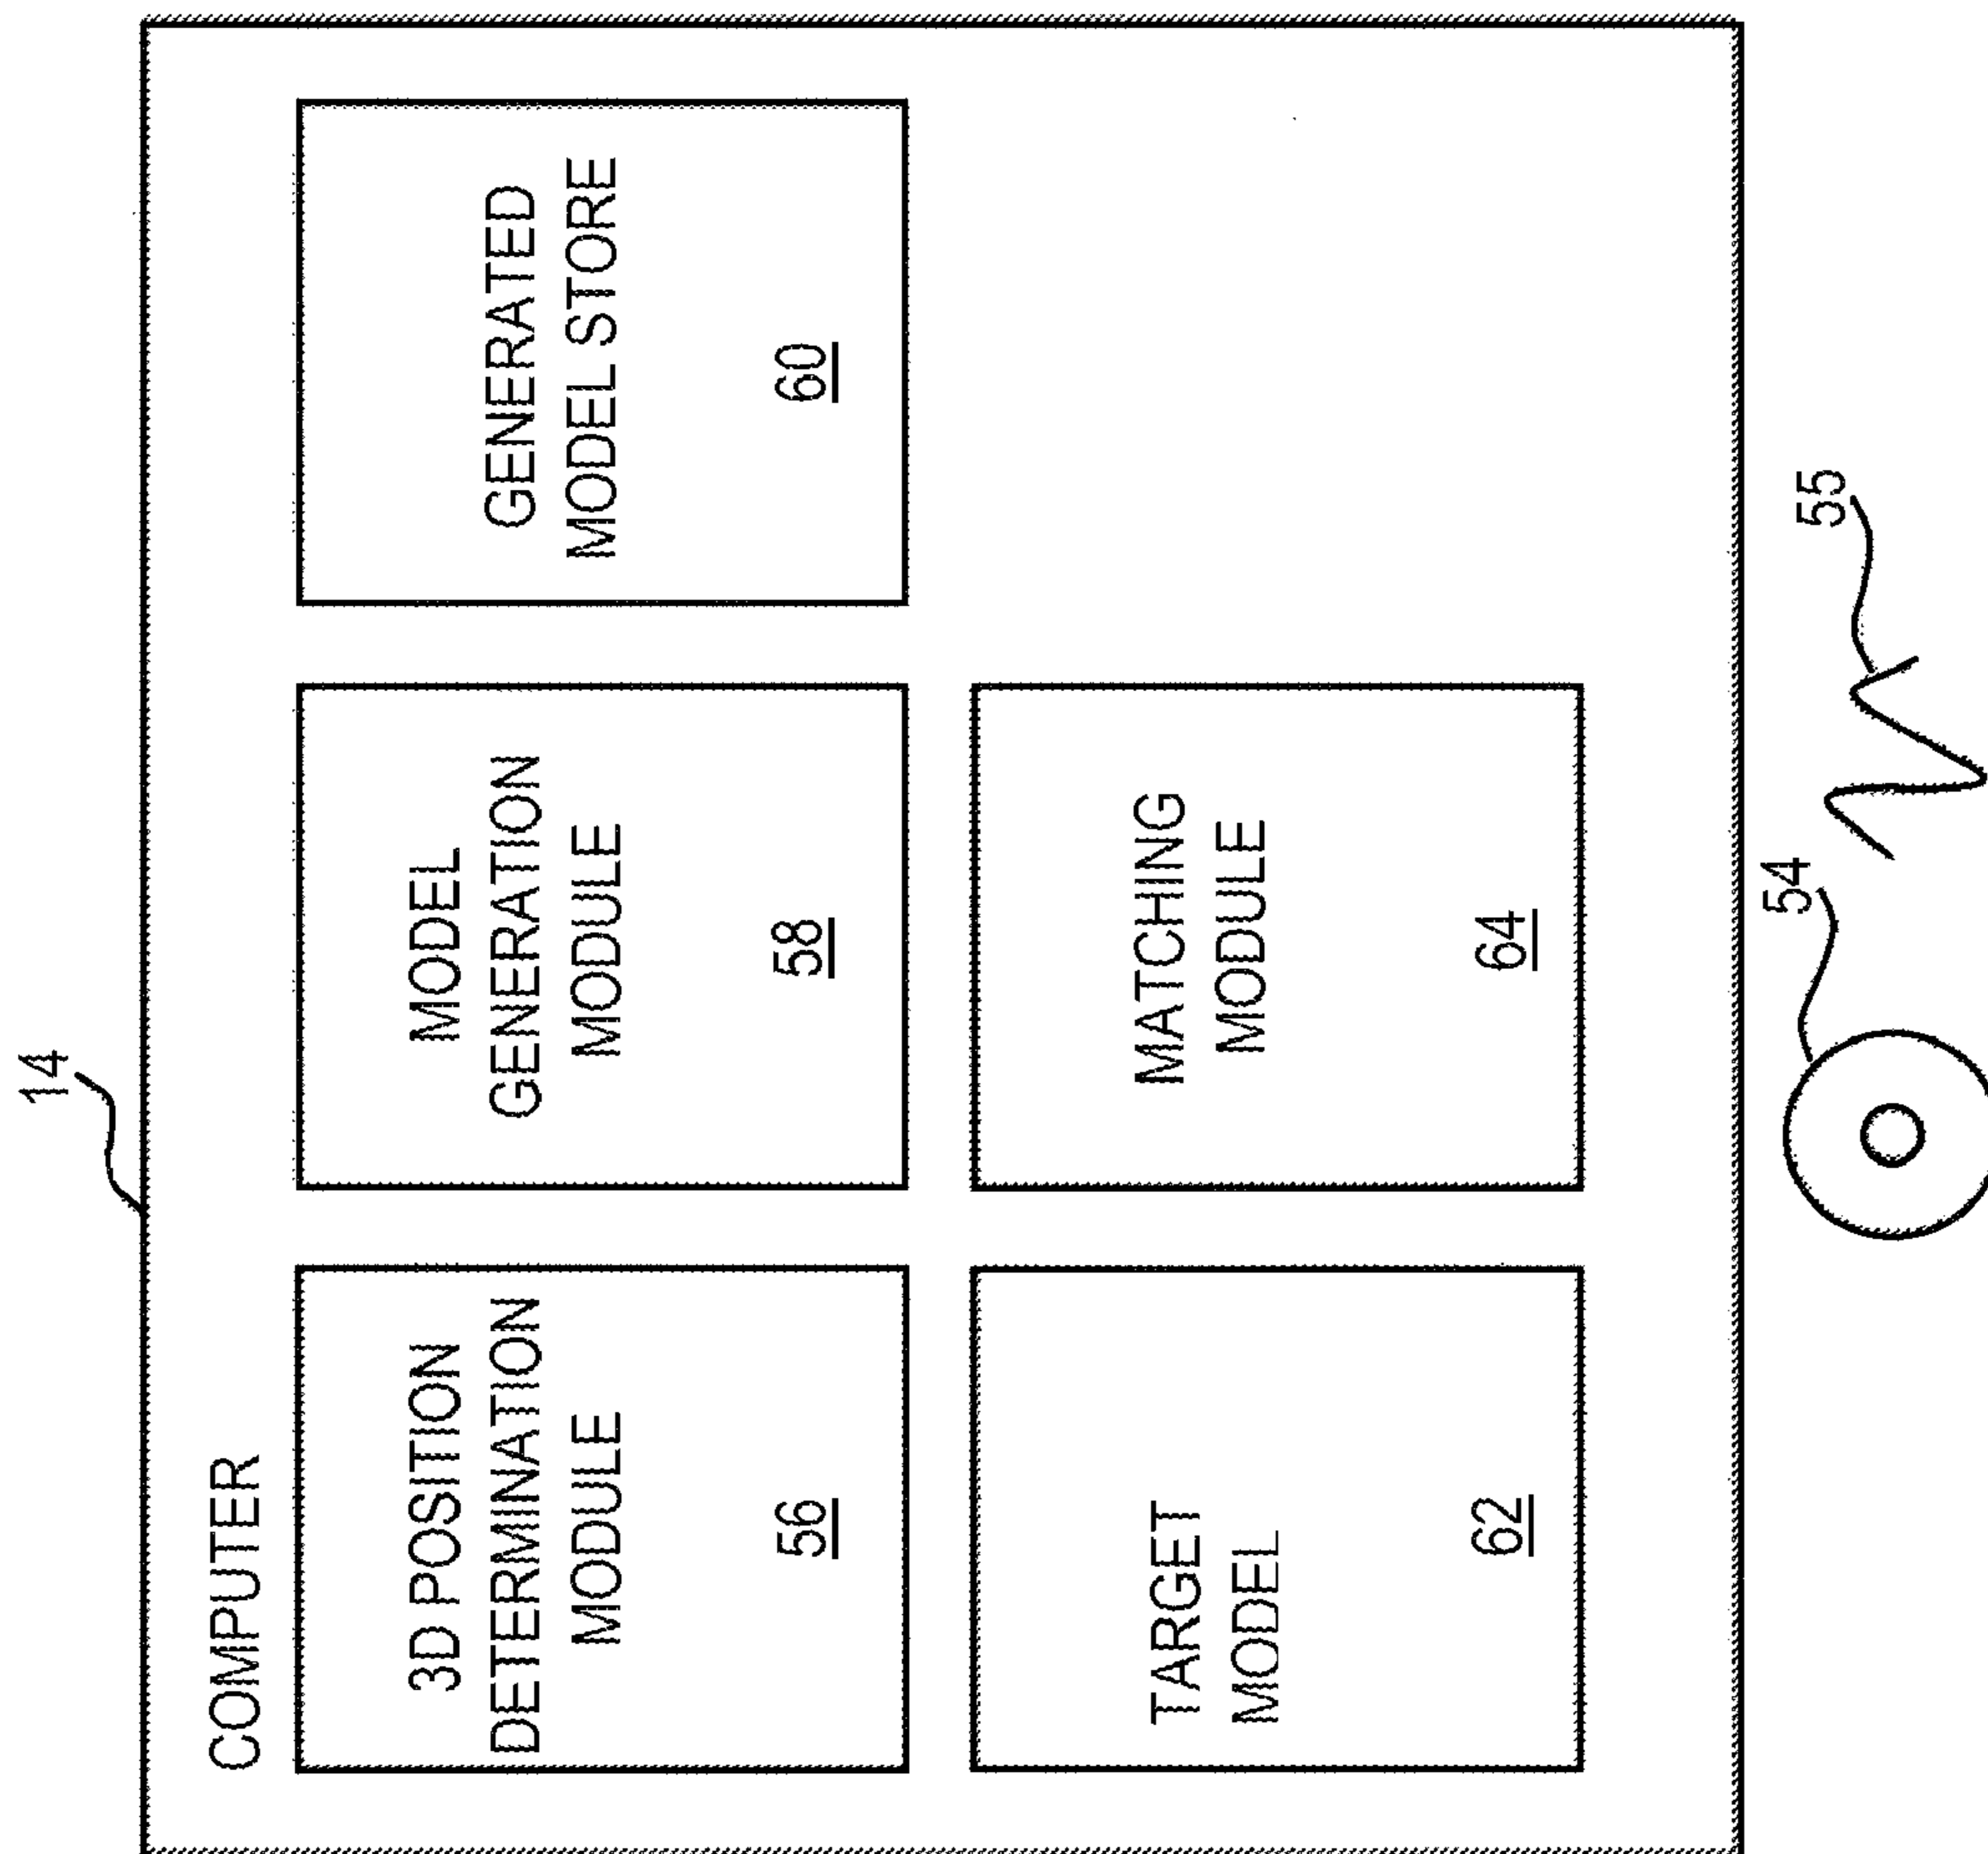 14
COMPUTER
3D POSITION
DETERMINATION
MODULE
56
MODEL
GENERATION
MODULE
58
GENERATED
MODEL STORE
60
TARGET
MODEL
62
MATCHING
MODULE
64
54
55